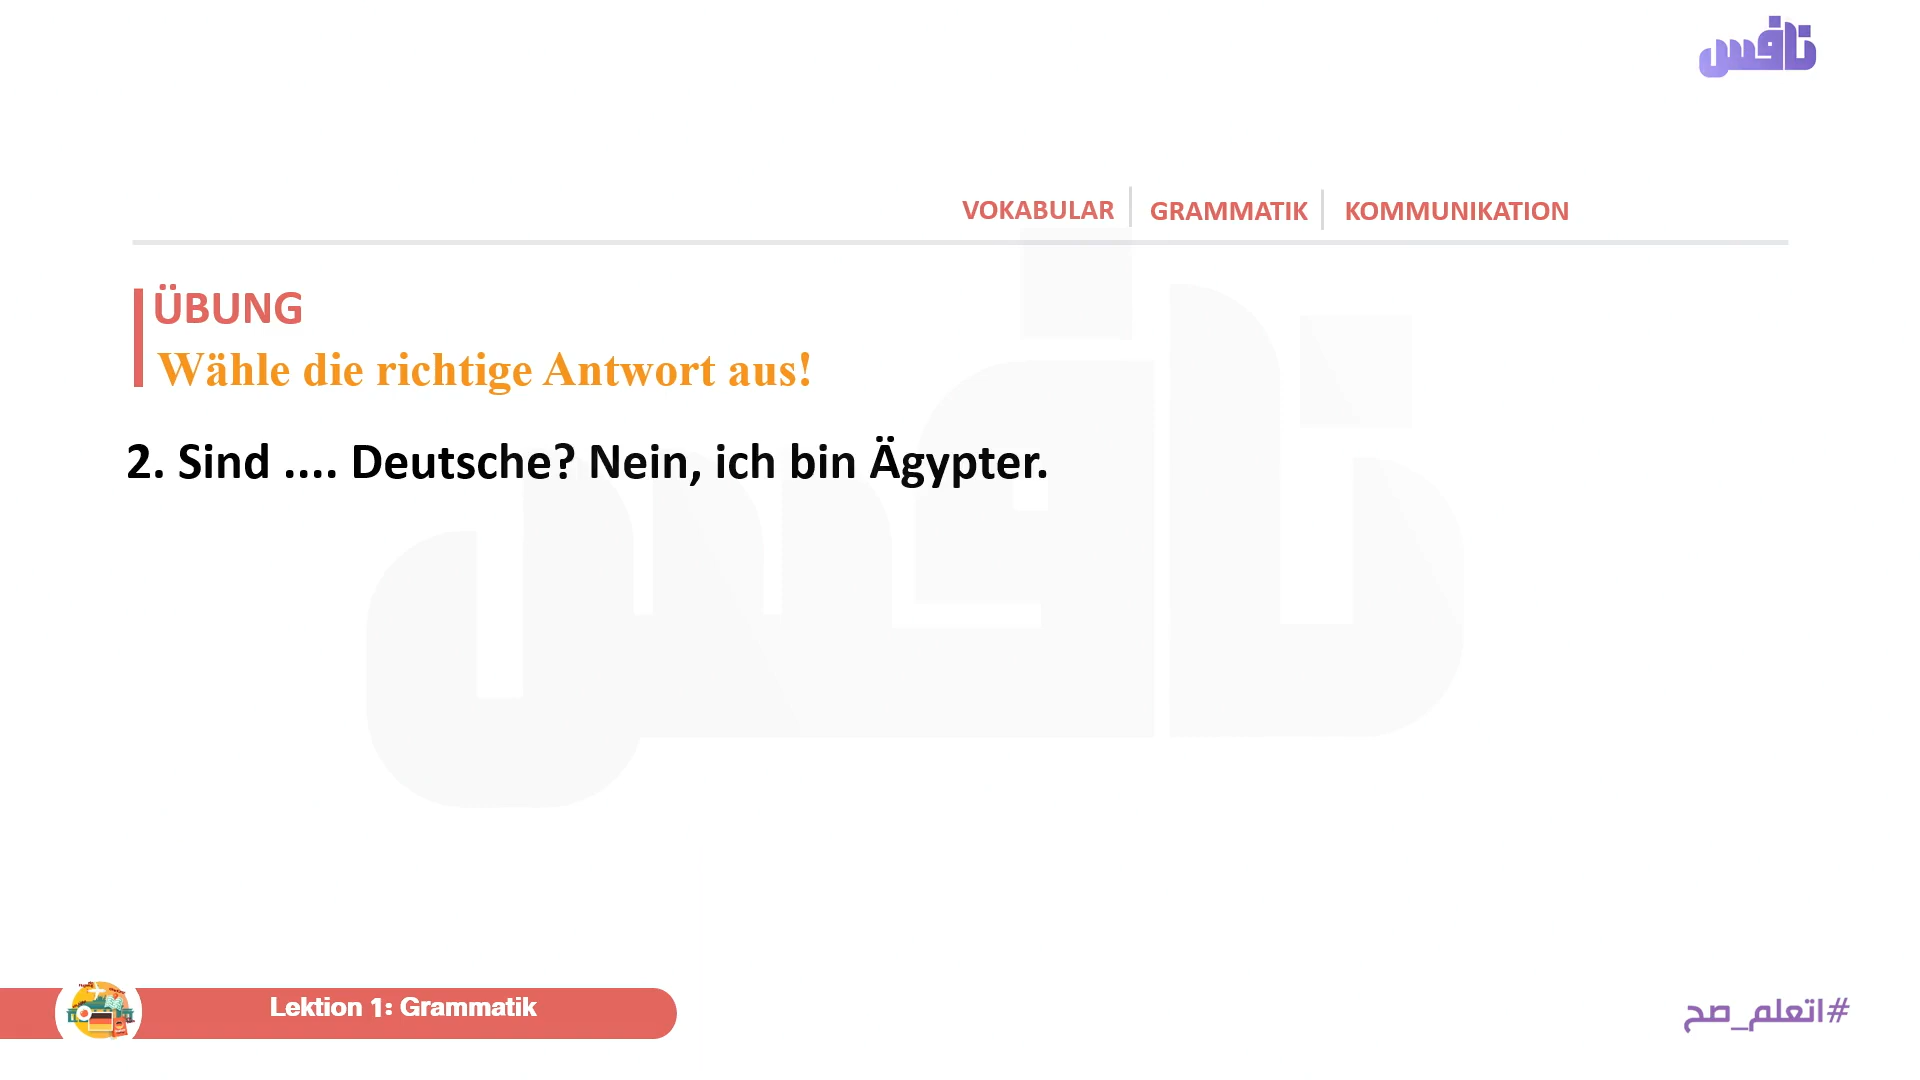 نافس
VOKABULAR GRAMMATIK KOMMUNIKATION
ÜBUNG
Wähle die richtige Antwort aus!
2. Sind .... Deutsche? Nein, ich bin Ägypter.
Lektion 1: Grammatik
#اتعلم_صح